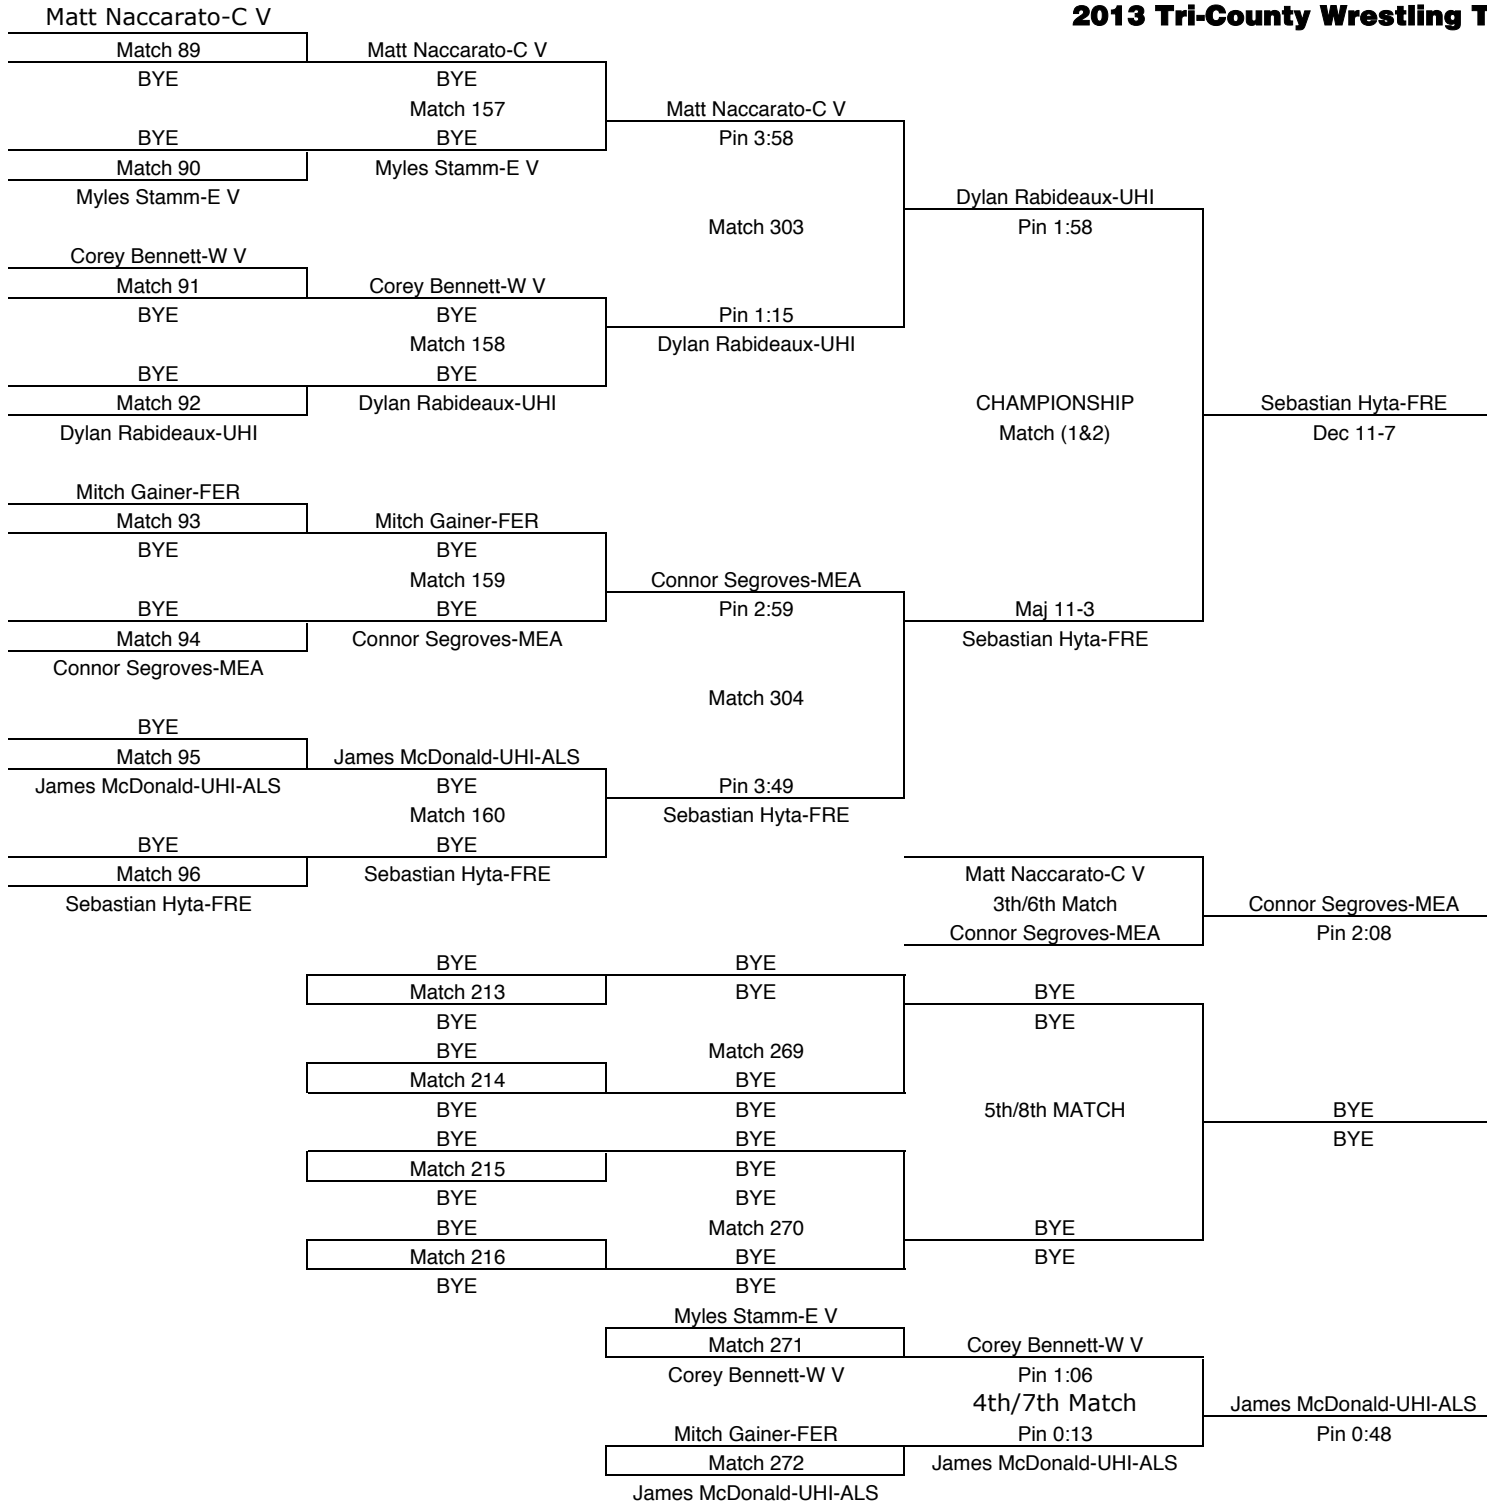 Matt Naccarato-C V
2013 Tri-County Wrestling T
Match 89
Matt Naccarato-C V
BYE
BYE
Match 157
Matt Naccarato-C V
BYE
BYE
Pin 3:58
Match 90
Myles Stamm-E V
Myles Stamm-E V
Dylan Rabideaux-UHI
Match 303
Pin 1:58
Corey Bennett-W V
Match 91
Corey Bennett-W V
BYE
BYE
Pin 1:15
Match 158
Dylan Rabideaux-UHI
BYE
BYE
Match 92
Dylan Rabideaux-UHI
CHAMPIONSHIP
Sebastian Hyta-FRE
Dylan Rabideaux-UHI
Match (1&2)
Dec 11-7
Mitch Gainer-FER
Match 93
Mitch Gainer-FER
BYE
BYE
Match 159
Connor Segroves-MEA
BYE
BYE
Pin 2:59
Maj 11-3
Match 94
Connor Segroves-MEA
Sebastian Hyta-FRE
Connor Segroves-MEA
Match 304
BYE
Match 95
James McDonald-UHI-ALS
James McDonald-UHI-ALS
BYE
Pin 3:49
Match 160
Sebastian Hyta-FRE
BYE
BYE
Match 96
Sebastian Hyta-FRE
Matt Naccarato-C V
Sebastian Hyta-FRE
3th/6th Match
Connor Segroves-MEA
Connor Segroves-MEA
Pin 2:08
BYE
BYE
Match 213
BYE
BYE
BYE
BYE
BYE
Match 269
Match 214
BYE
BYE
BYE
5th/8th MATCH
BYE
BYE
BYE
BYE
Match 215
BYE
BYE
BYE
BYE
Match 270
BYE
Match 216
BYE
BYE
BYE
BYE
Myles Stamm-E V
Match 271
Corey Bennett-W V
Corey Bennett-W V
Pin 1:06
4th/7th Match
James McDonald-UHI-ALS
Mitch Gainer-FER
Pin 0:13
Pin 0:48
Match 272
James McDonald-UHI-ALS
James McDonald-UHI-ALS